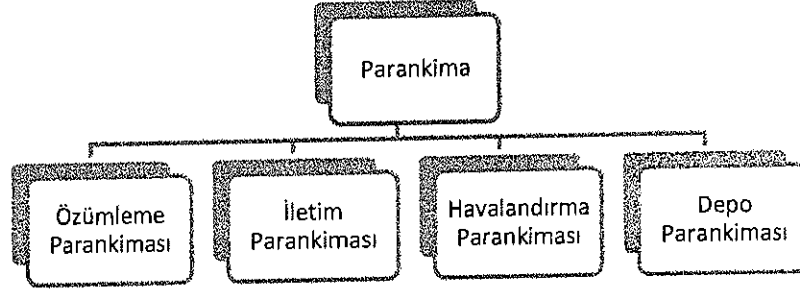 Parankima
Özümleme
Parankiması
İletim
Parankiması
Havalandırma
Parankiması
Depo
Parankiması